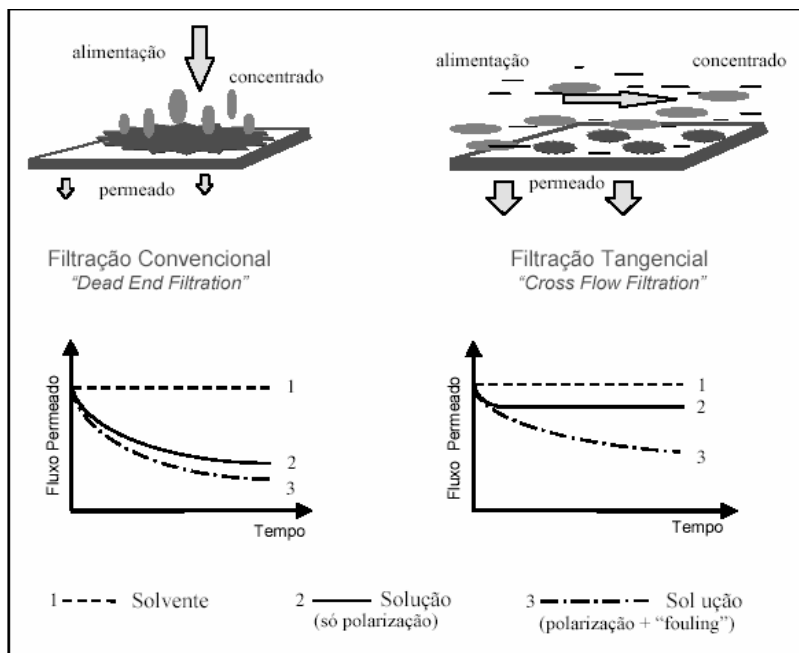 alimentação
concentrado
permeado
Filtração Convencional
"Dead End Filtration"
alimentação
concentrado
permeado
Filtração Tangencial
"Cross Flow Filtration"
Fluxo Permeado
1
2
3
Tempo
Fluxo Permeado
1
2
3
Tempo
1 Solvente
2 Solução
(só polarização)
3 Sol ução
(polarização + "fouling")